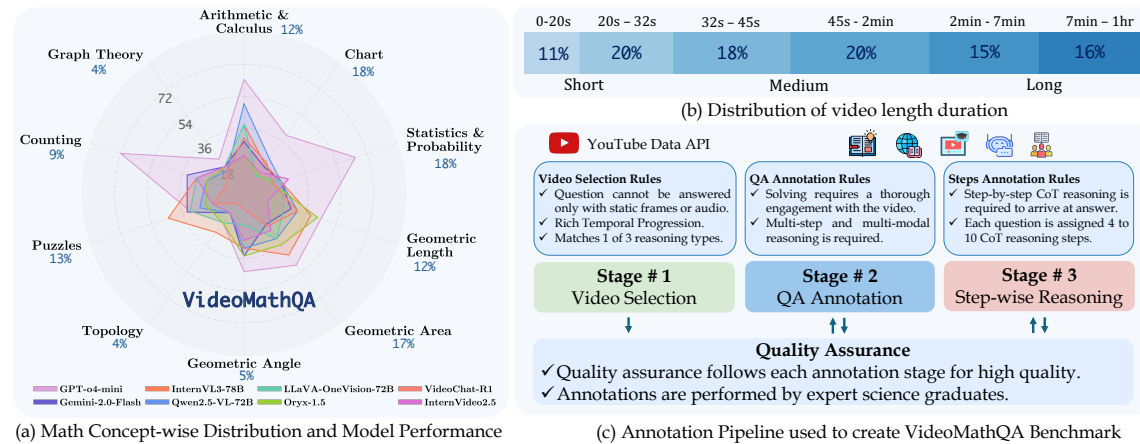 Arithmetic &
Calculus 12%
Graph Theory
4%
Chart
18%
Counting
9%
Statistics &
Probability
18%
72
54
36
18
Puzzles
13%
Geometric
Length
12%
VideoMathQA
Topology
4%
Geometric Area
17%
Geometric Angle
5%
GPT-o4-mini
InternVL3-78B
LLaVA-OneVision-72B
VideoChat-R1
Gemini-2.0-Flash
Qwen2.5-VL-72B
Oryx-1.5
InternVideo2.5
(a) Math Concept-wise Distribution and Model Performance
0-20s 20s – 32s 32s – 45s 45s - 2min 2min - 7min 7min – 1hr
11% 20% 18% 20% 15% 16%
Short Medium Long
(b) Distribution of video length duration
YouTube Data API
Video Selection Rules
✓ Question cannot be answered
only with static frames or audio.
✓ Rich Temporal Progression.
✓ Matches 1 of 3 reasoning types.
QA Annotation Rules
✓ Solving requires a thorough
engagement with the video.
✓ Multi-step and multi-modal
reasoning is required.
Steps Annotation Rules
✓ Step-by-step CoT reasoning is
required to arrive at answer.
✓ Each question is assigned 4 to
10 CoT reasoning steps.
Stage # 1
Video Selection
Stage # 2
QA Annotation
Stage # 3
Step-wise Reasoning
Quality Assurance
✓Quality assurance follows each annotation stage for high quality.
✓Annotations are performed by expert science graduates.
(c) Annotation Pipeline used to create VideoMathQA Benchmark